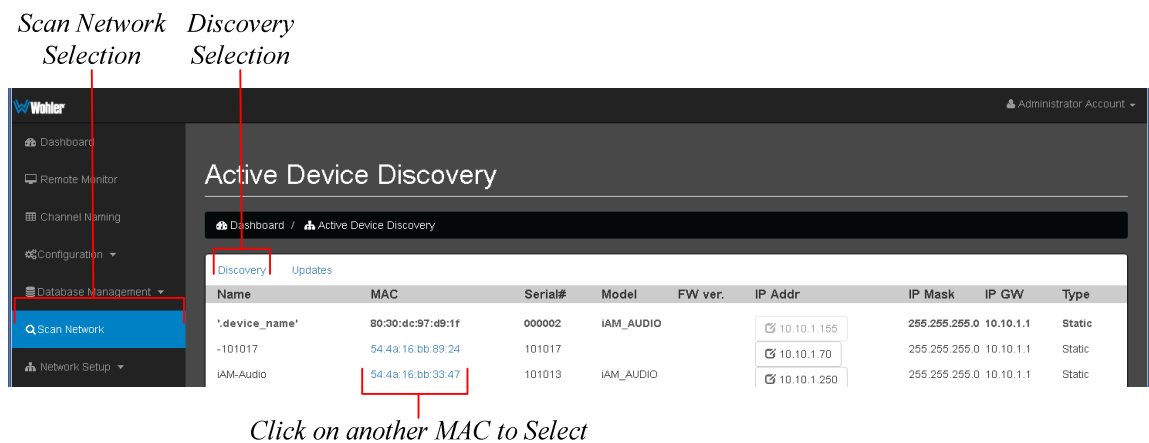 Scan Network Selection
Discovery Selection
Wohler
Administrator Account
Dashboard
Remote Monitor
Channel Naming
Configuration
Database Management
Scan Network
Network Setup
Active Device Discovery
Dashboard / Active Device Discovery
Discovery Updates
Name MAC Serial# Model FW ver. IP Addr IP Mask IP GW Type
'.device_name' 80:30:dc:97:d9:1f 000002 iAM_AUDIO 10.10.1.155 255.255.255.0 10.10.1.1 Static
-101017 54:4a:16:bb:89:24 101017 10.10.1.70 255.255.255.0 10.10.1.1 Static
iAM-Audio 54:4a:16:bb:33:47 101013 iAM_AUDIO 10.10.1.250 255.255.255.0 10.10.1.1 Static
Click on another MAC to Select